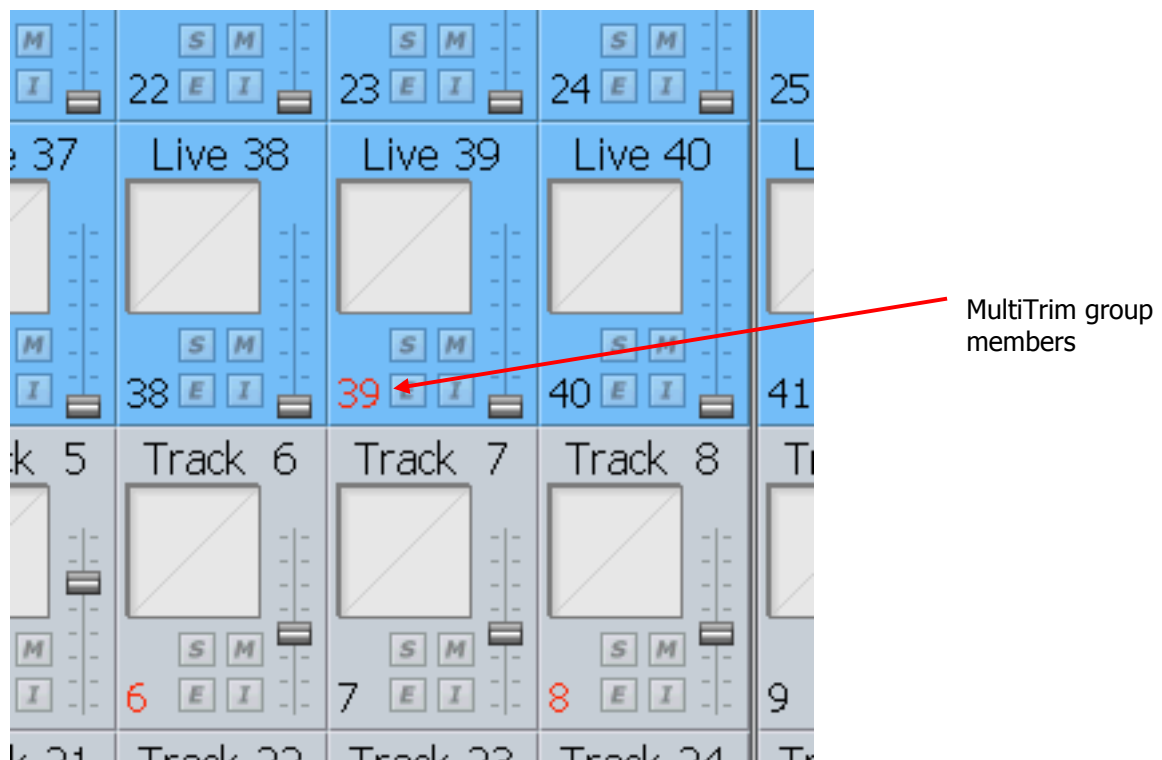 M S M S M S M
I 22 E I 23 E I 24 E I 25
37 Live 38 Live 39 Live 40 L
M S M S M S M
I 38 E I 39 E I 40 E I 41
MultiTrim group
members
k 5 Track 6 Track 7 Track 8 T
M S M S M S M
I 6 E I 7 E I 8 E I 9
21 Track 22 Track 23 Track 24